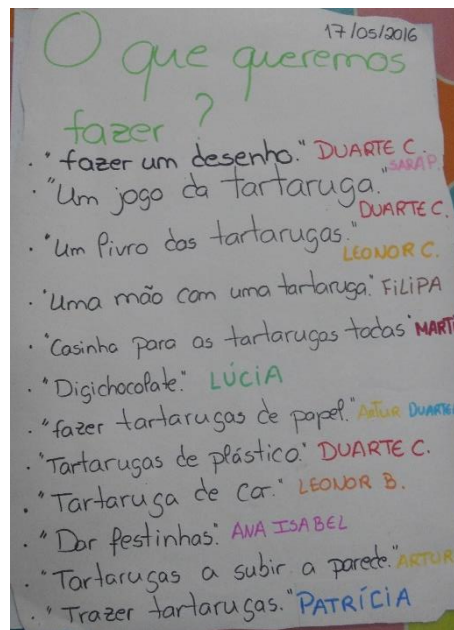 17/05/2016
O que queremos
fazer ?
· "fazer um desenho." DUARTE C.
SARA P.
· "Um jogo da tartaruga."
DUARTE C.
· "Um livro das tartarugas."
LEONOR C.
· "Uma mão com uma tartaruga." FiLiPA
· "Casinha para as tartarugas todas" MARTI
· "Digichocolate." LÚCiA
· "fazer tartarugas de papel." ARTUR DUARTE
· "Tartarugas de plástico." DUARTE C.
· "Tartaruga de cor." LEONOR B.
· "Dar festinhas." ANA ISABEL
· "Tartarugas a subir a parede." ARTUR
· "Trazer tartarugas." PATRÍCiA